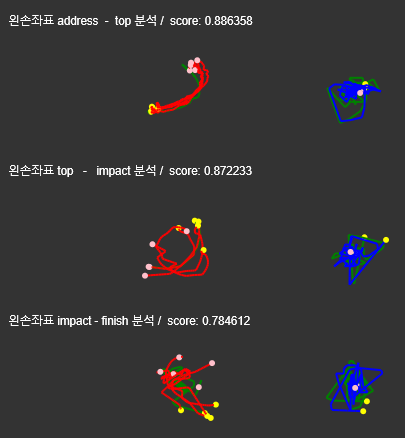 왼손좌표 address - top 분석 / score: 0.886358
왼손좌표 top - impact 분석 / score: 0.872233
왼손좌표 impact - finish 분석 / score: 0.784612